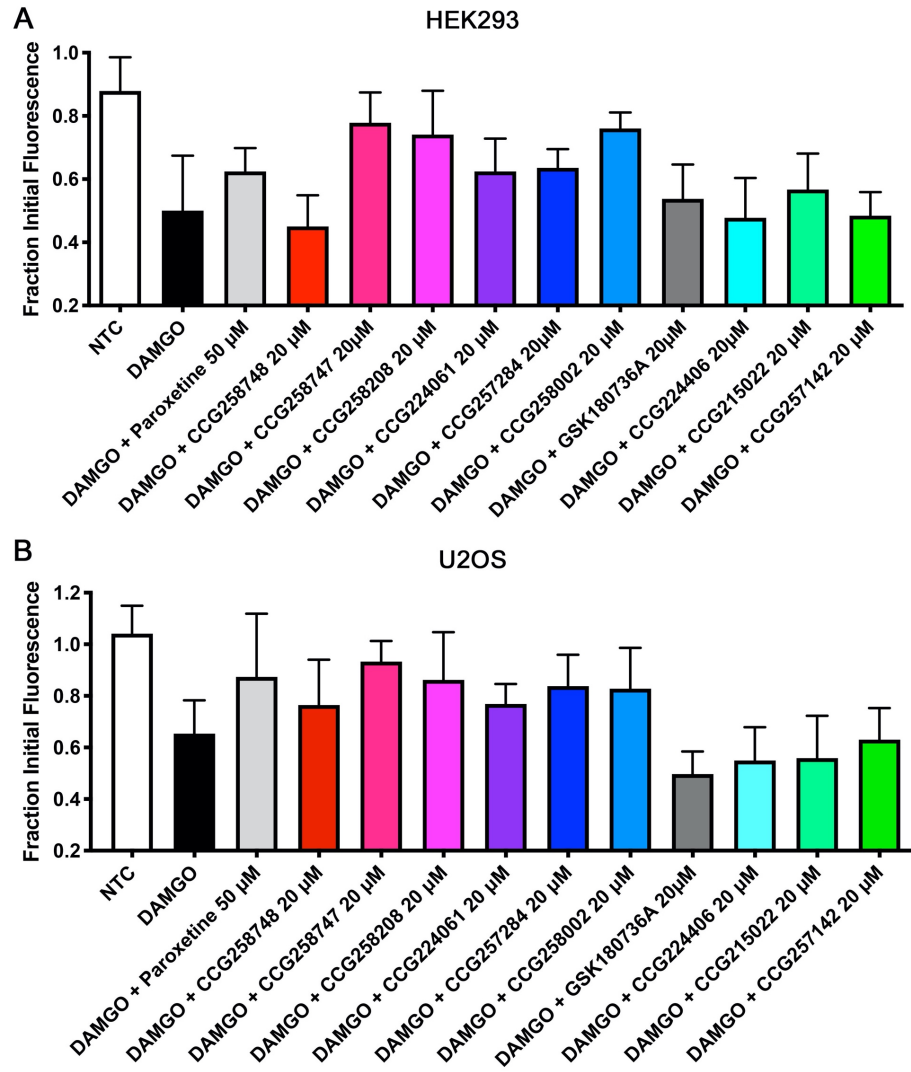 A
HEK293
Fraction Initial Fluorescence
1.0
0.8
0.6
0.4
0.2
NTC
DAMGO
DAMGO + Paroxetine 50 µM
DAMGO + CCG258748 20 µM
DAMGO + CCG258747 20µM
DAMGO + CCG258208 20 µM
DAMGO + CCG224061 20 µM
DAMGO + CCG257284 20µM
DAMGO + CCG258002 20 µM
DAMGO + GSK180736A 20µM
DAMGO + CCG224406 20µM
DAMGO + CCG215022 20 µM
DAMGO + CCG257142 20 µM
B
U2OS
Fraction Initial Fluorescence
1.2
1.0
0.8
0.6
0.4
0.2
NTC
DAMGO
DAMGO + Paroxetine 50 µM
DAMGO + CCG258748 20 µM
DAMGO + CCG258747 20 µM
DAMGO + CCG258208 20 µM
DAMGO + CCG224061 20 µM
DAMGO + CCG257284 20 µM
DAMGO + CCG258002 20 µM
DAMGO + GSK180736A 20µM
DAMGO + CCG224406 20 µM
DAMGO + CCG215022 20 µM
DAMGO + CCG257142 20 µM